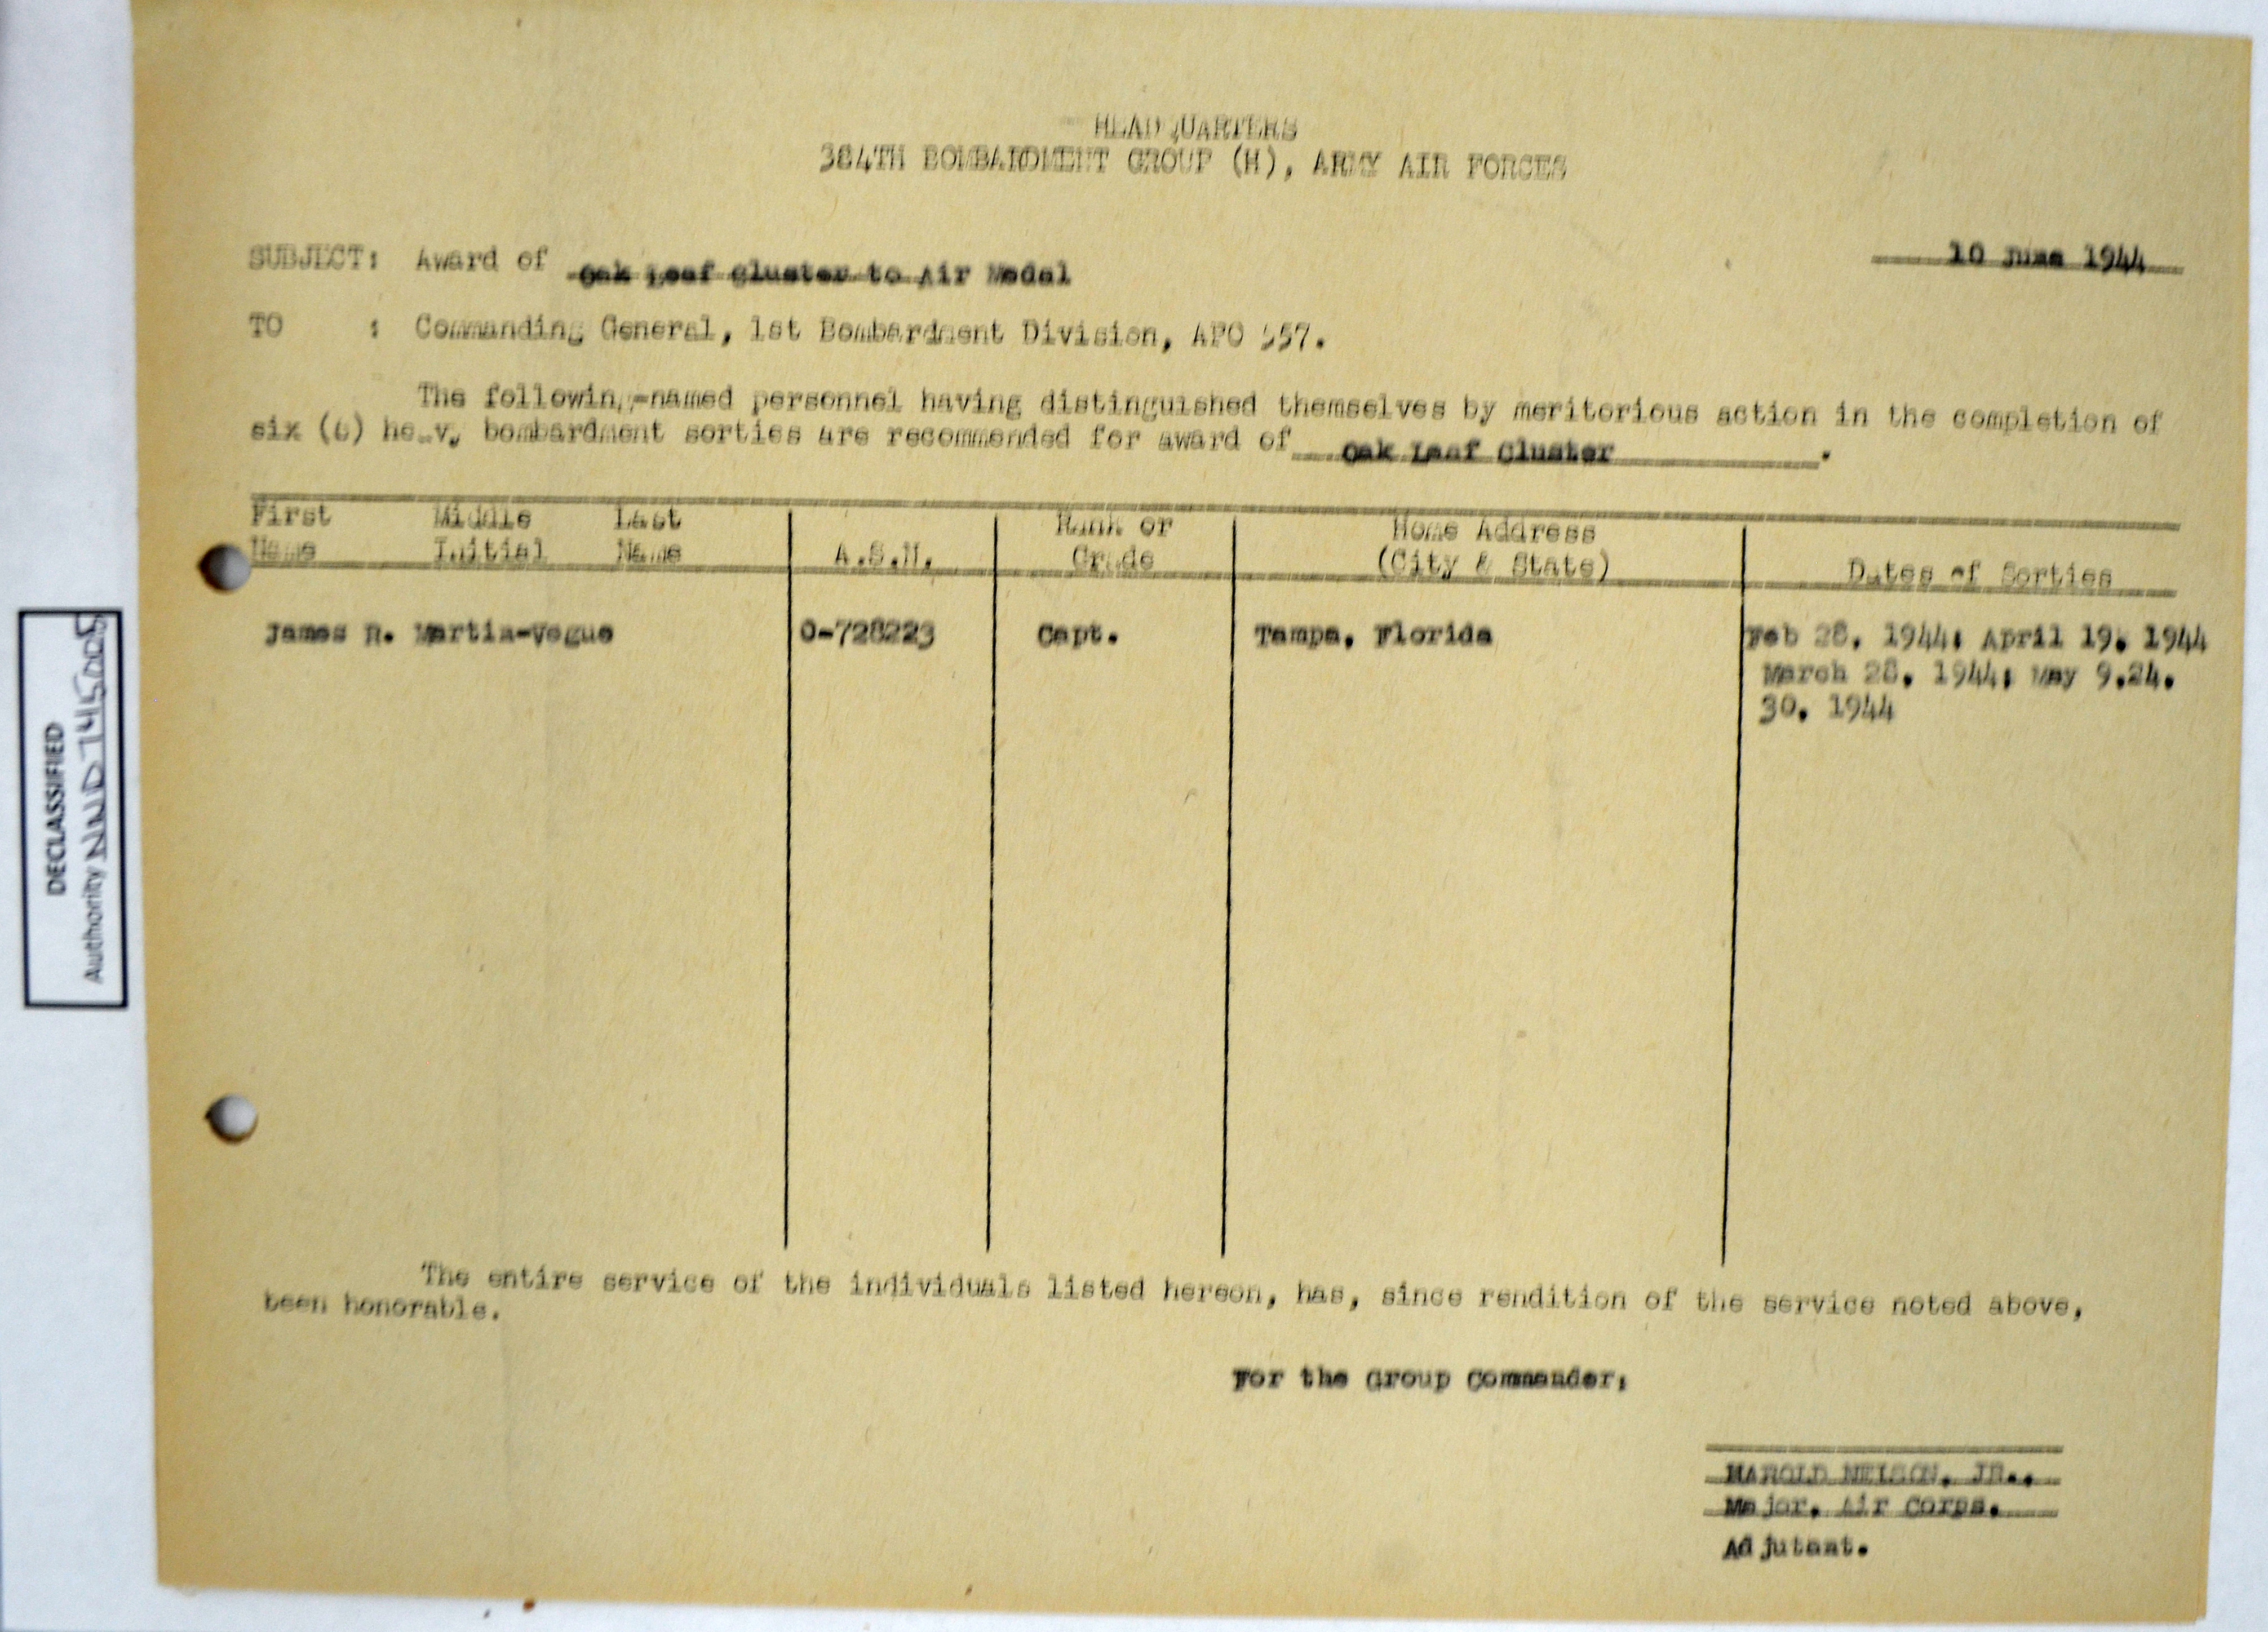 HEADQUARTERS
384TH BOMBARDMENT GROUP (H), ARMY AIR FORCES
10 June 1944
SUBJECT: Award of Oak Leaf Cluster to Air Medal
TO : Commanding General, 1st Bombardment Division, APO 557.
The following-named personnel having distinguished themselves by meritorious action in the completion of
six (6) heavy bombardment sorties are recommended for award of Oak Leaf Cluster.
First Middle Last Rank or Home Address
Name Initial Name A.S.N. Grade (City & State) Dates of Sorties
James R. Martin-Vegue O-728223 Capt. Tampa, Florida Feb 28, 1944; April 19, 1944
March 28, 1944; May 9,24,
30, 1944
The entire service of the individuals listed hereon, has, since rendition of the service noted above,
been honorable.
For the Group Commander:
HAROLD NELSON, JR.,
Major, Air Corps.
Adjutant.
DECLASSIFIED
Authority NND 745005